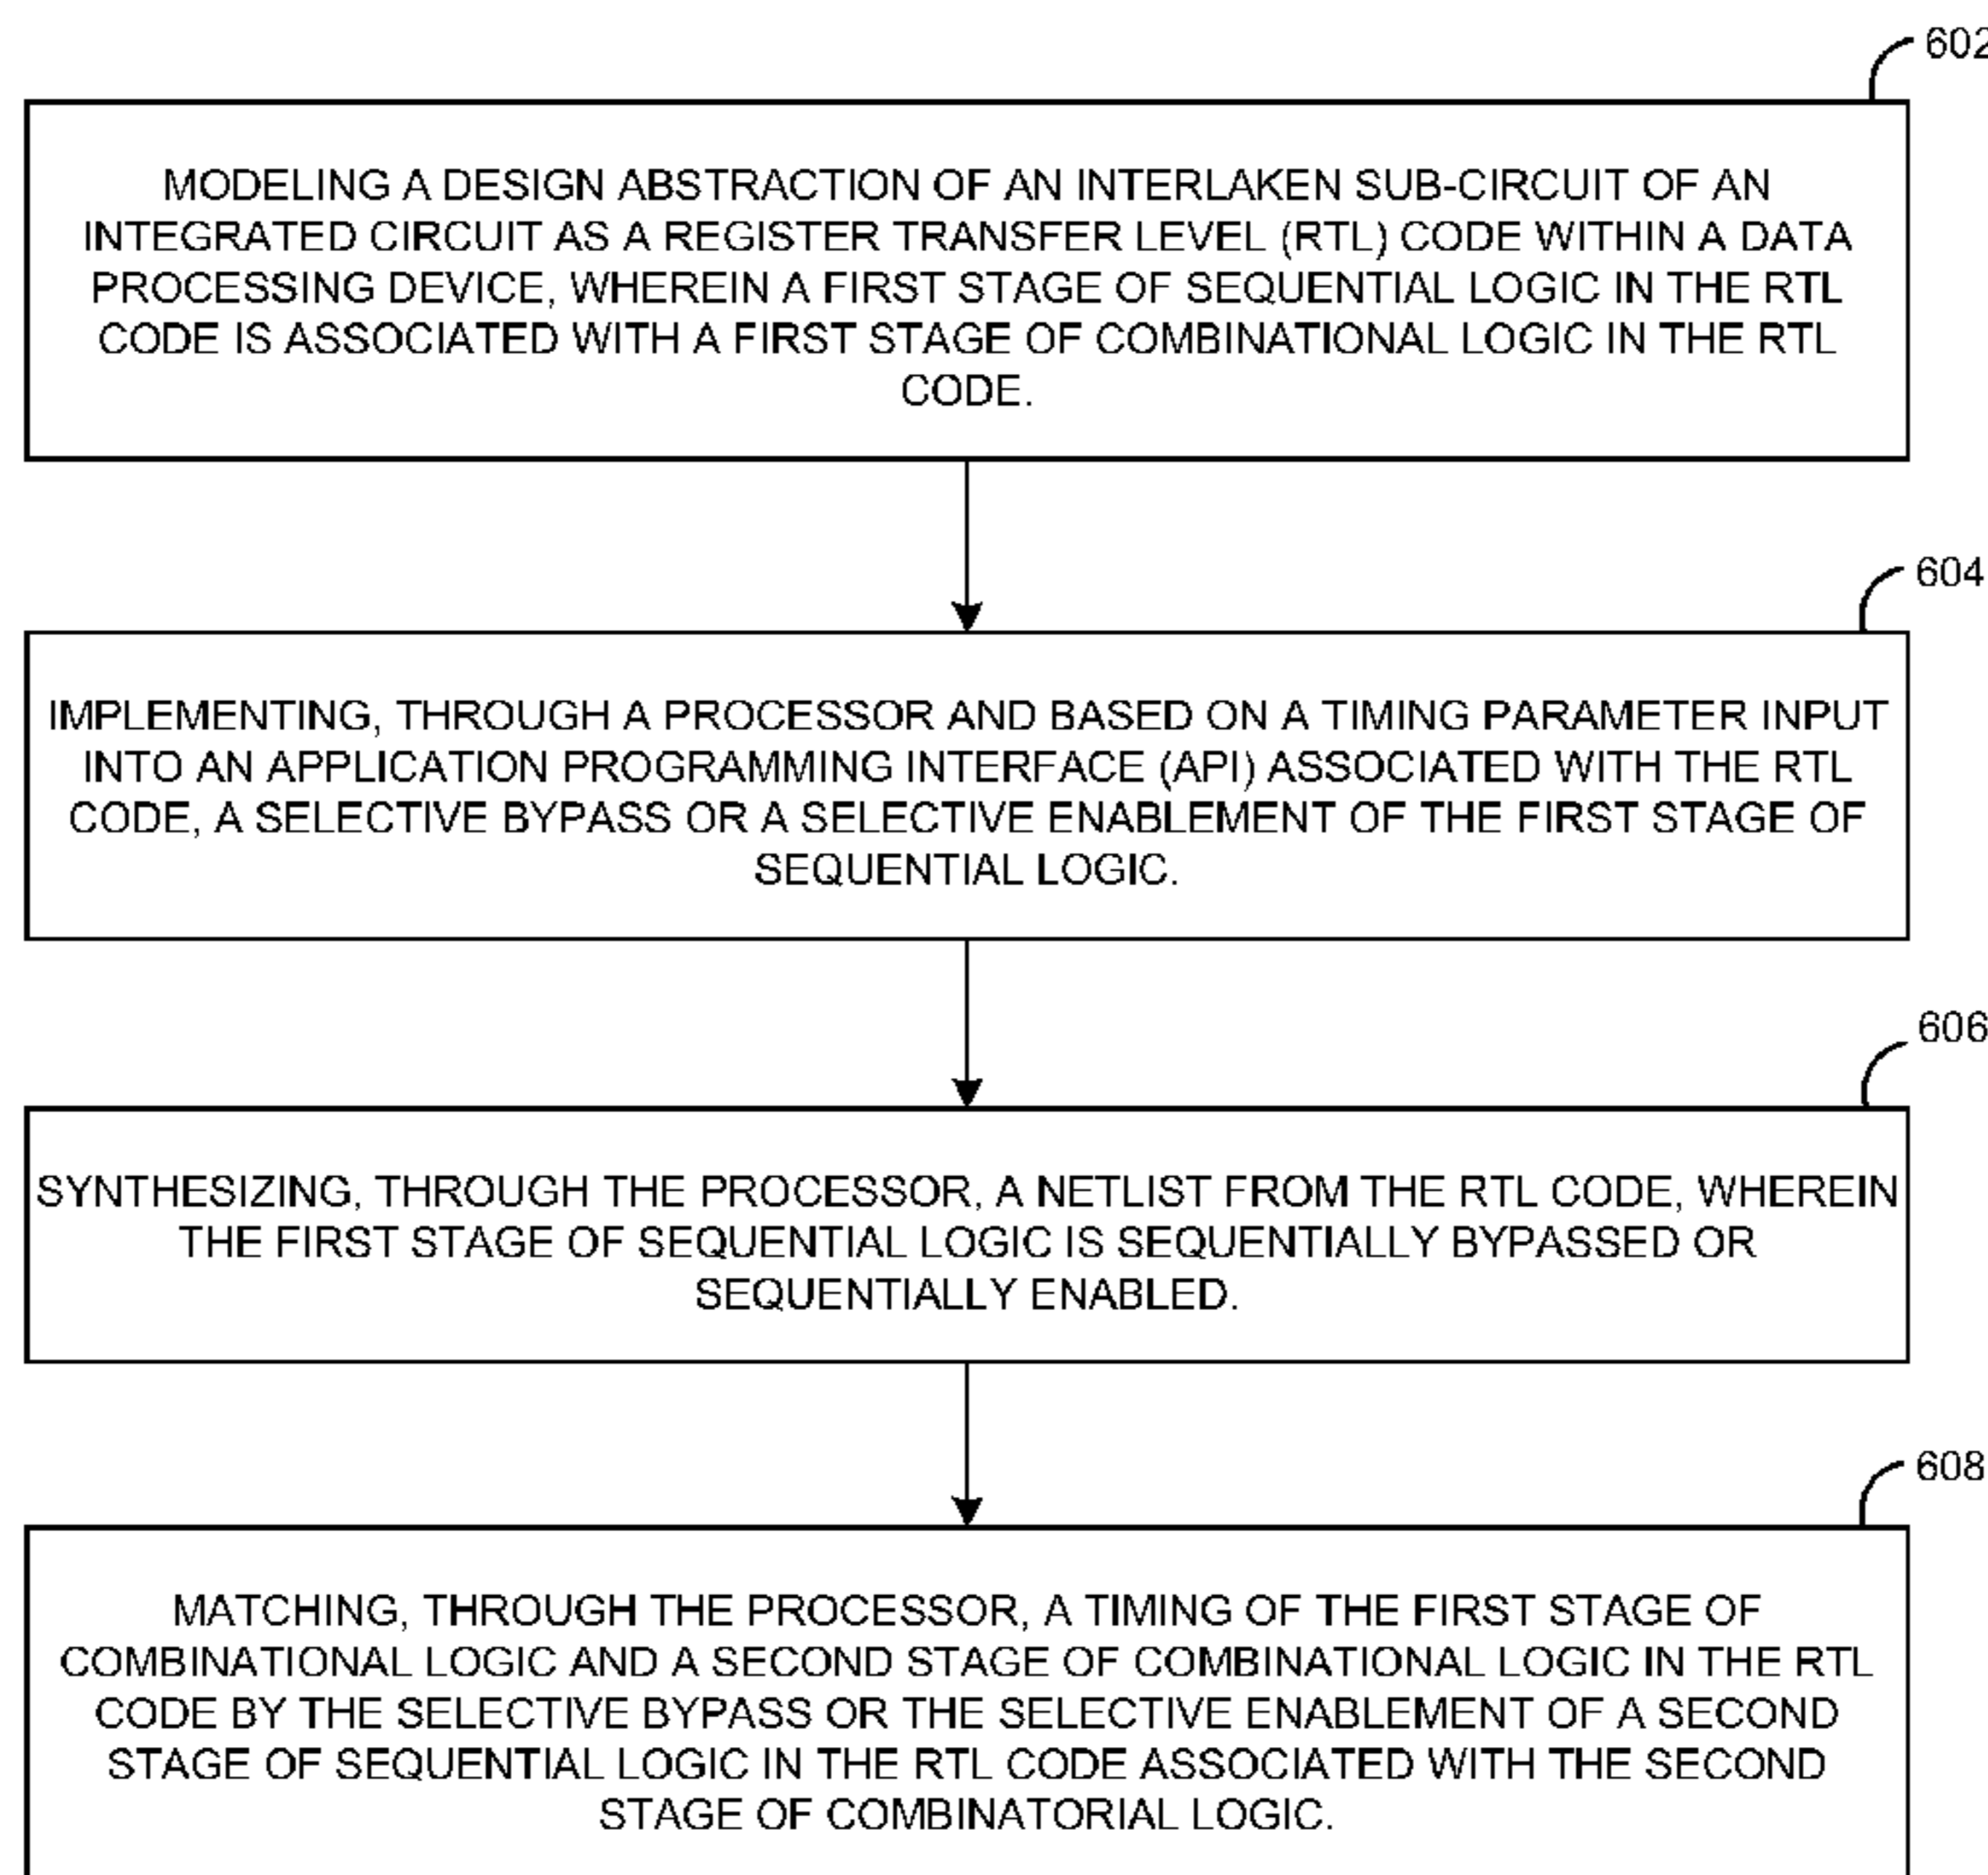 602
MODELING A DESIGN ABSTRACTION OF AN INTERLAKEN SUB-CIRCUIT OF AN
INTEGRATED CIRCUIT AS A REGISTER TRANSFER LEVEL (RTL) CODE WITHIN A DATA
PROCESSING DEVICE, WHEREIN A FIRST STAGE OF SEQUENTIAL LOGIC IN THE RTL
CODE IS ASSOCIATED WITH A FIRST STAGE OF COMBINATIONAL LOGIC IN THE RTL
CODE.
604
IMPLEMENTING, THROUGH A PROCESSOR AND BASED ON A TIMING PARAMETER INPUT
INTO AN APPLICATION PROGRAMMING INTERFACE (API) ASSOCIATED WITH THE RTL
CODE, A SELECTIVE BYPASS OR A SELECTIVE ENABLEMENT OF THE FIRST STAGE OF
SEQUENTIAL LOGIC.
606
SYNTHESIZING, THROUGH THE PROCESSOR, A NETLIST FROM THE RTL CODE, WHEREIN
THE FIRST STAGE OF SEQUENTIAL LOGIC IS SEQUENTIALLY BYPASSED OR
SEQUENTIALLY ENABLED.
608
MATCHING, THROUGH THE PROCESSOR, A TIMING OF THE FIRST STAGE OF
COMBINATIONAL LOGIC AND A SECOND STAGE OF COMBINATIONAL LOGIC IN THE RTL
CODE BY THE SELECTIVE BYPASS OR THE SELECTIVE ENABLEMENT OF A SECOND
STAGE OF SEQUENTIAL LOGIC IN THE RTL CODE ASSOCIATED WITH THE SECOND
STAGE OF COMBINATORIAL LOGIC.